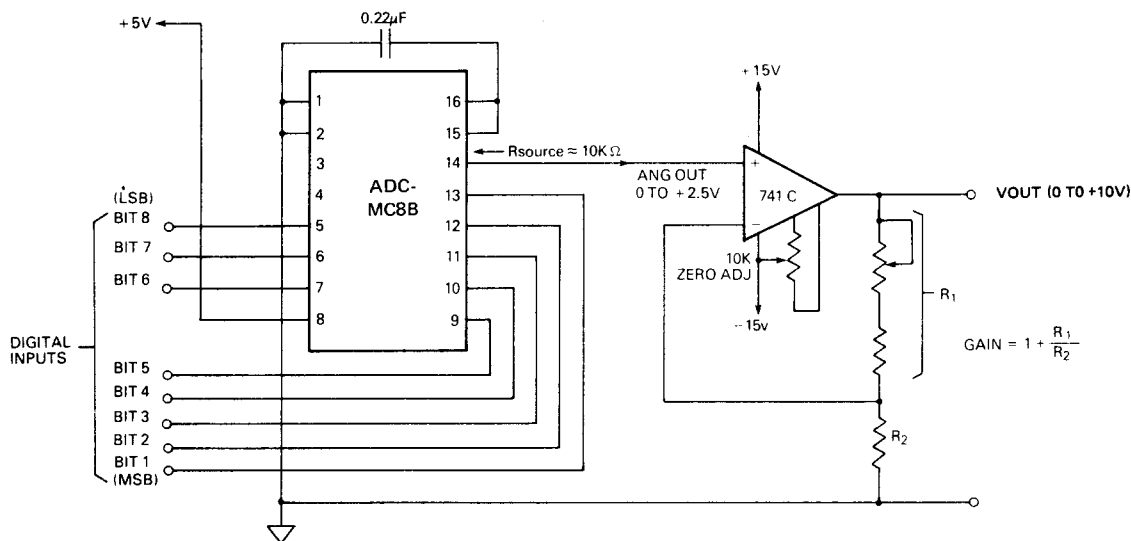 0.22µF
+5V
1
2
3
4
5
6
7
8
16
15
14
13
12
11
10
9
ADC-
MC8B
Rsource ≈ 10K Ω
ANG OUT
0 TO +2.5V
+15V
+
741 C
−
10K
ZERO ADJ
-15v
VOUT (0 TO +10V)
R1
GAIN = 1 + R1/R2
R2
DIGITAL
INPUTS
(LSB)
BIT 8
BIT 7
BIT 6
BIT 5
BIT 4
BIT 3
BIT 2
BIT 1
(MSB)